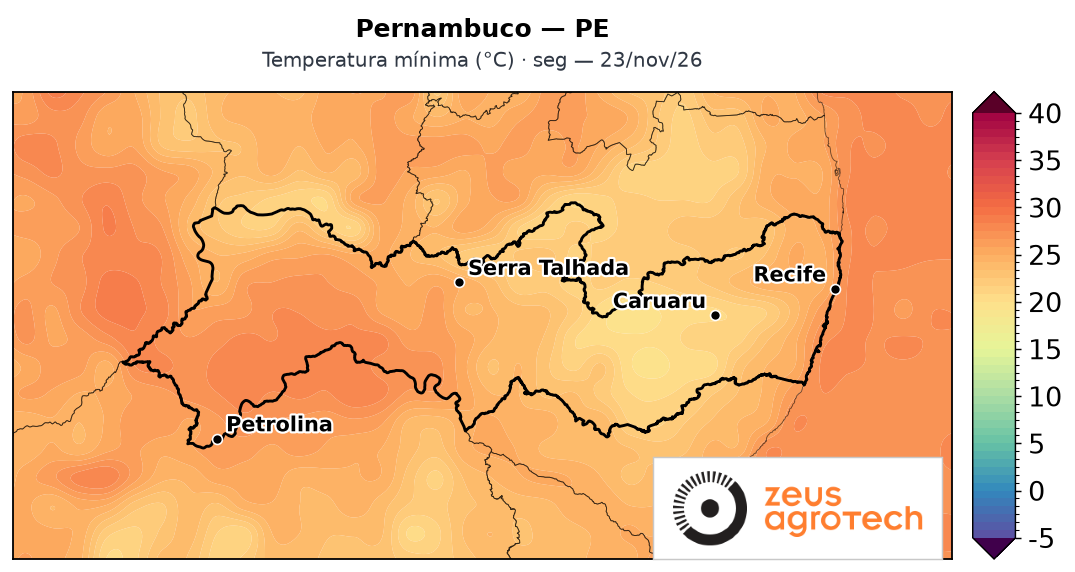 Pernambuco — PE
Temperatura mínima (°C) · seg — 23/nov/26
Serra Talhada
Recife
Caruaru
Petrolina
40
35
30
25
20
15
10
5
0
-5
zeus
agrotech